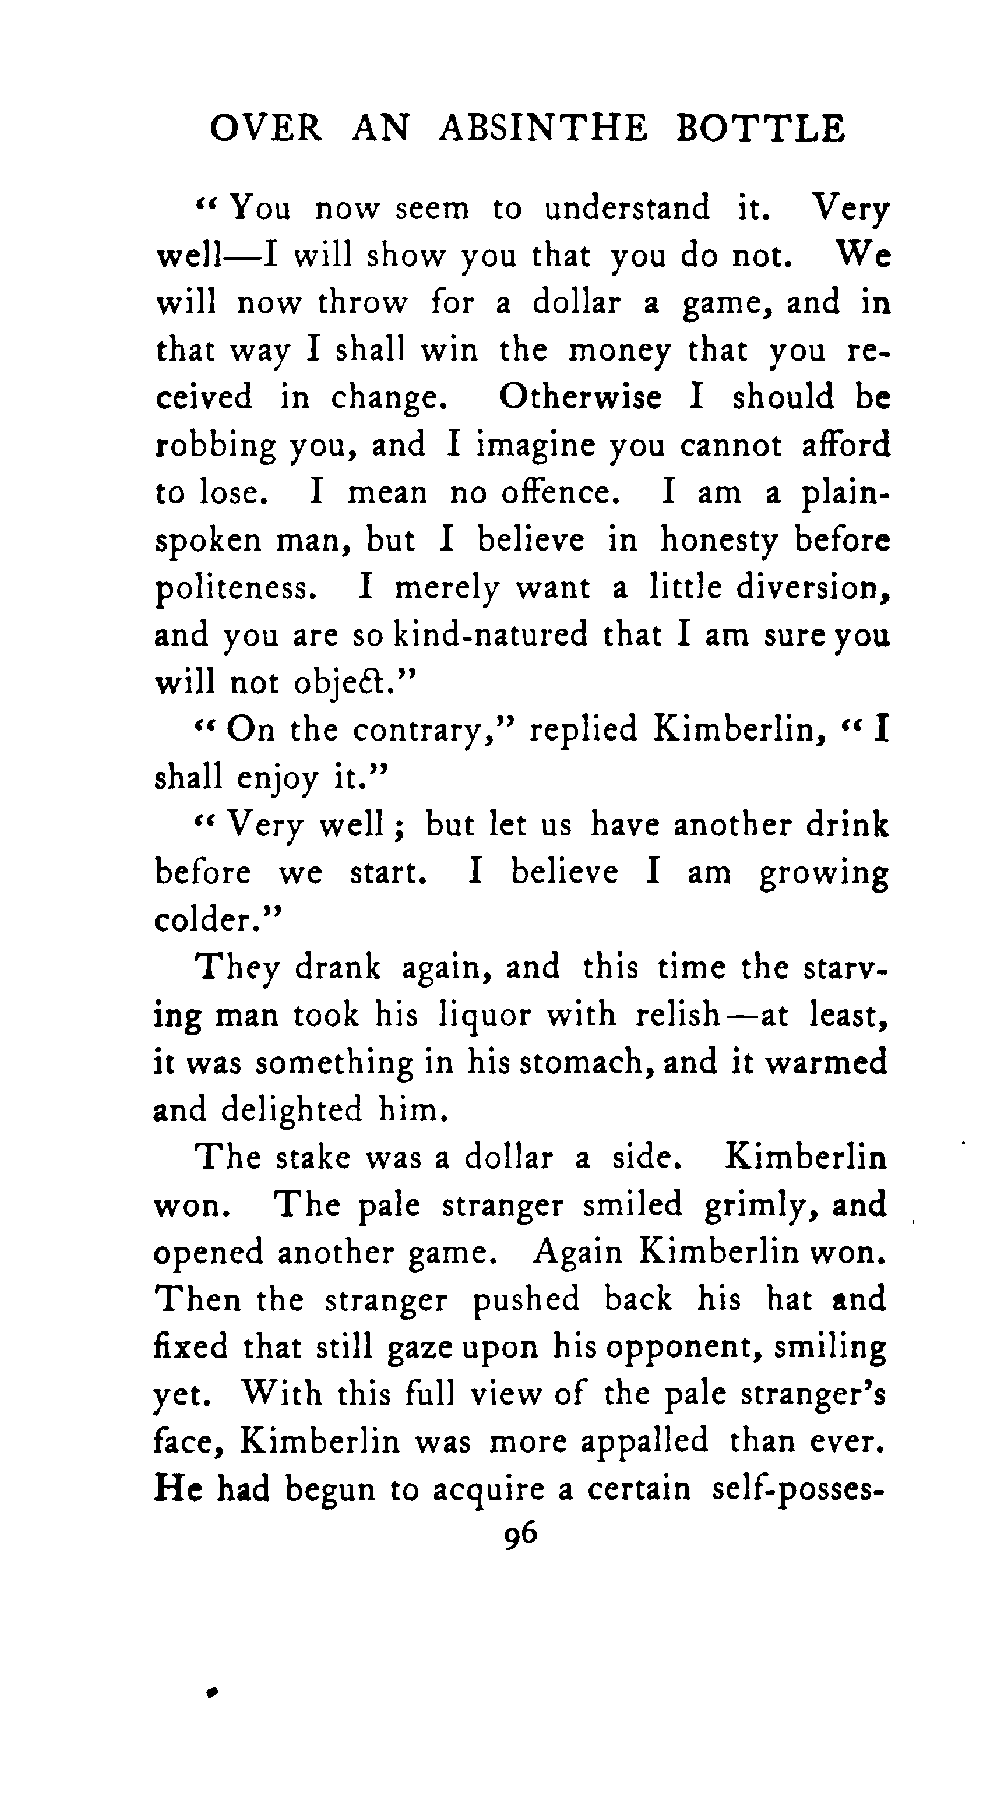 OVER AN ABSINTHE BOTTLE
“ You now seem to understand it. Very
well—I will show you that you do not. We
will now throw for a dollar a game, and in
that way I shall win the money that you re-
ceived in change. Otherwise I should be
robbing you, and I imagine you cannot afford
to lose. I mean no offence. I am a plain-
spoken man, but I believe in honesty before
politeness. I merely want a little diversion,
and you are so kind-natured that I am sure you
will not object.”
“ On the contrary,” replied Kimberlin, “ I
shall enjoy it.”
“ Very well ; but let us have another drink
before we start. I believe I am growing
colder.”
They drank again, and this time the starv-
ing man took his liquor with relish—at least,
it was something in his stomach, and it warmed
and delighted him.
The stake was a dollar a side. Kimberlin
won. The pale stranger smiled grimly, and
opened another game. Again Kimberlin won.
Then the stranger pushed back his hat and
fixed that still gaze upon his opponent, smiling
yet. With this full view of the pale stranger’s
face, Kimberlin was more appalled than ever.
He had begun to acquire a certain self-posses-
96